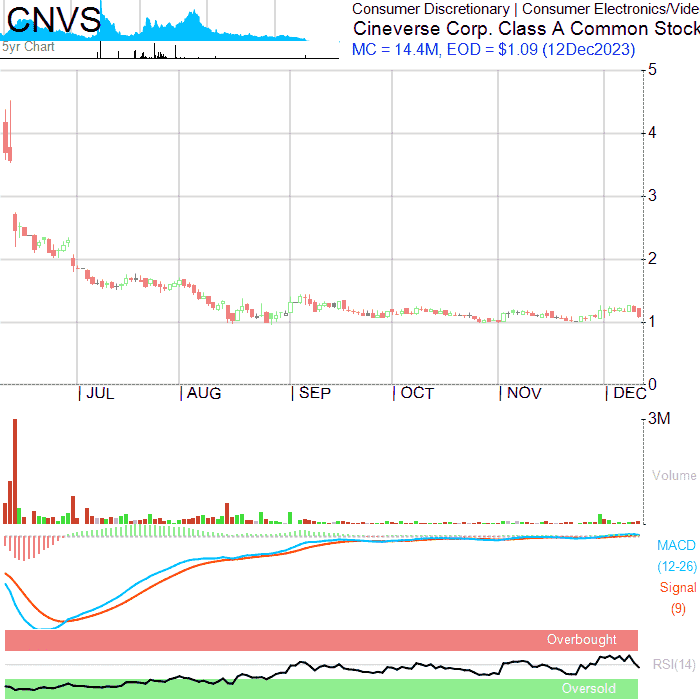 CNVS
5yr Chart
Consumer Discretionary | Consumer Electronics/Vide
Cineverse Corp. Class A Common Stock
MC = 14.4M, EOD = $1.09 (12Dec2023)
5
4
3
2
1
0
| JUL | AUG | SEP | OCT | NOV | DEC
3M
Volume
MACD
(12-26)
Signal
(9)
Overbought
RSI(14)
Oversold